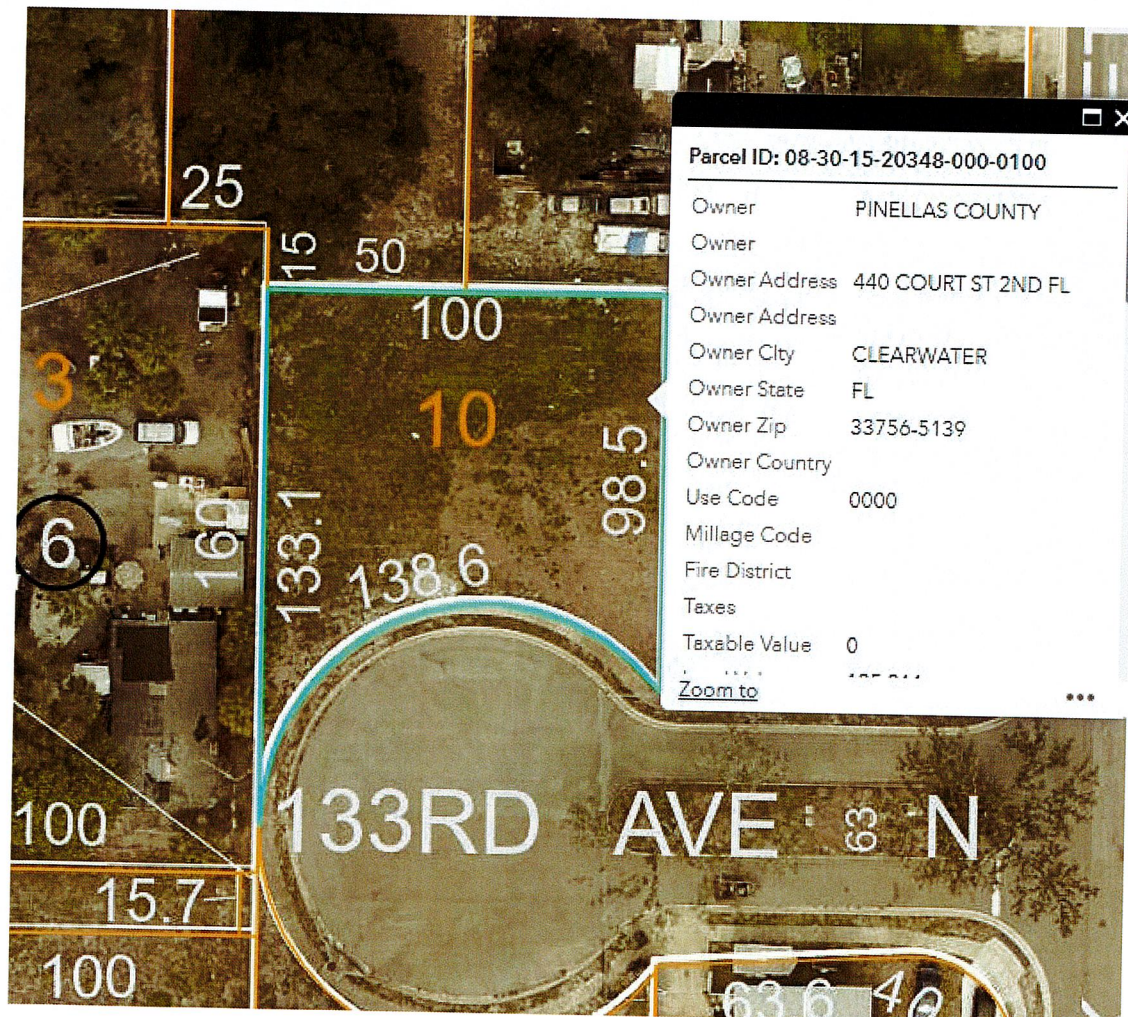 25
15
50
100
3
10
98.5
6
160
133.1
138.6
133RD AVE N
63
100
15.7
100
63.6
40
Parcel ID: 08-30-15-20348-000-0100
Owner PINELLAS COUNTY
Owner
Owner Address 440 COURT ST 2ND FL
Owner Address
Owner City CLEARWATER
Owner State FL
Owner Zip 33756-5139
Owner Country
Use Code 0000
Millage Code
Fire District
Taxes
Taxable Value 0
Zoom to